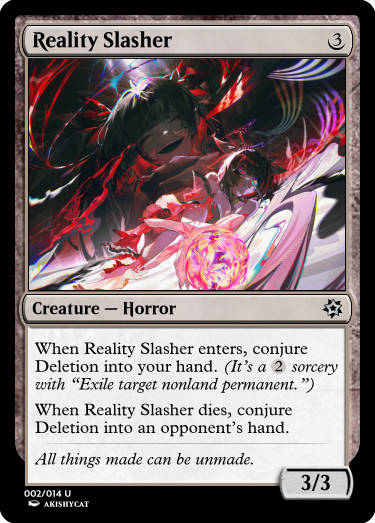 Reality Slasher 3
Creature — Horror
When Reality Slasher enters, conjure
Deletion into your hand. (It's a 2 sorcery
with “Exile target nonland permanent.”)
When Reality Slasher dies, conjure
Deletion into an opponent's hand.
All things made can be unmade.
3/3
002/014 U
AKISHYCAT